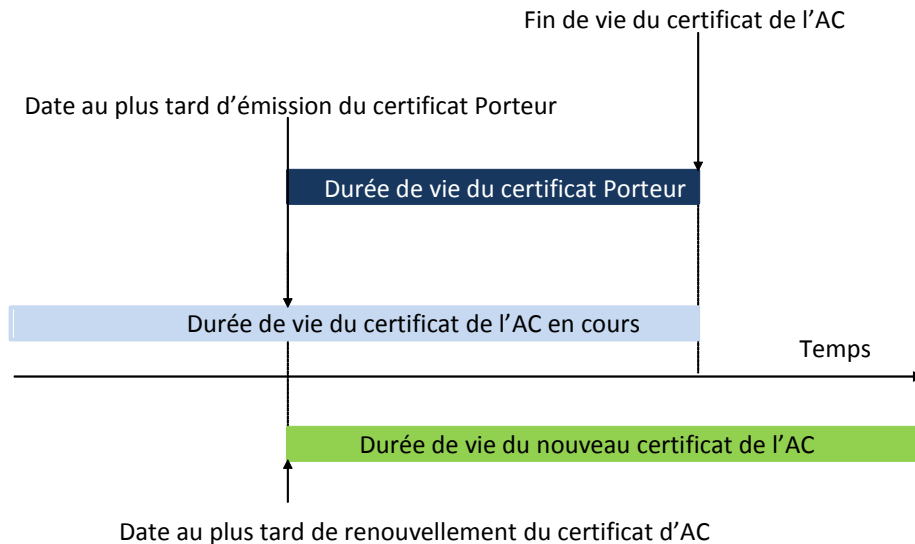 Fin de vie du certificat de l’AC
Date au plus tard d’émission du certificat Porteur
Durée de vie du certificat Porteur
Durée de vie du certificat de l’AC en cours
Temps
Durée de vie du nouveau certificat de l’AC
Date au plus tard de renouvellement du certificat d’AC